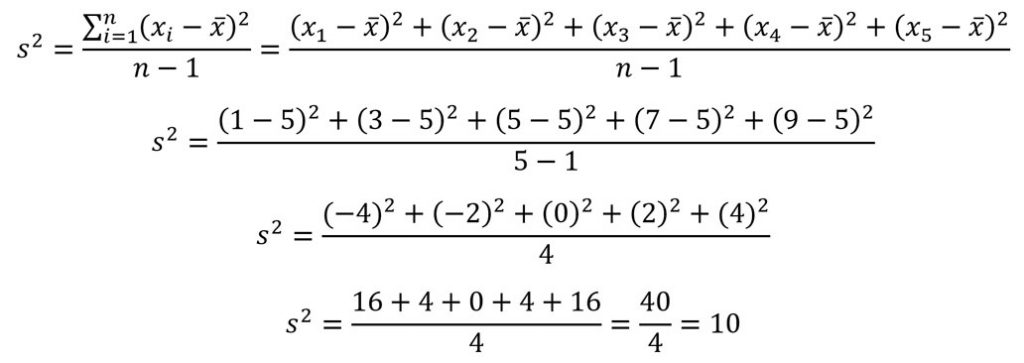 s² = Σⁿᵢ₌₁(xᵢ − x̄)² / n − 1 = (x₁ − x̄)² + (x₂ − x̄)² + (x₃ − x̄)² + (x₄ − x̄)² + (x₅ − x̄)² / n − 1
s² = (1 − 5)² + (3 − 5)² + (5 − 5)² + (7 − 5)² + (9 − 5)² / 5 − 1
s² = (−4)² + (−2)² + (0)² + (2)² + (4)² / 4
s² = 16 + 4 + 0 + 4 + 16 / 4 = 40 / 4 = 10